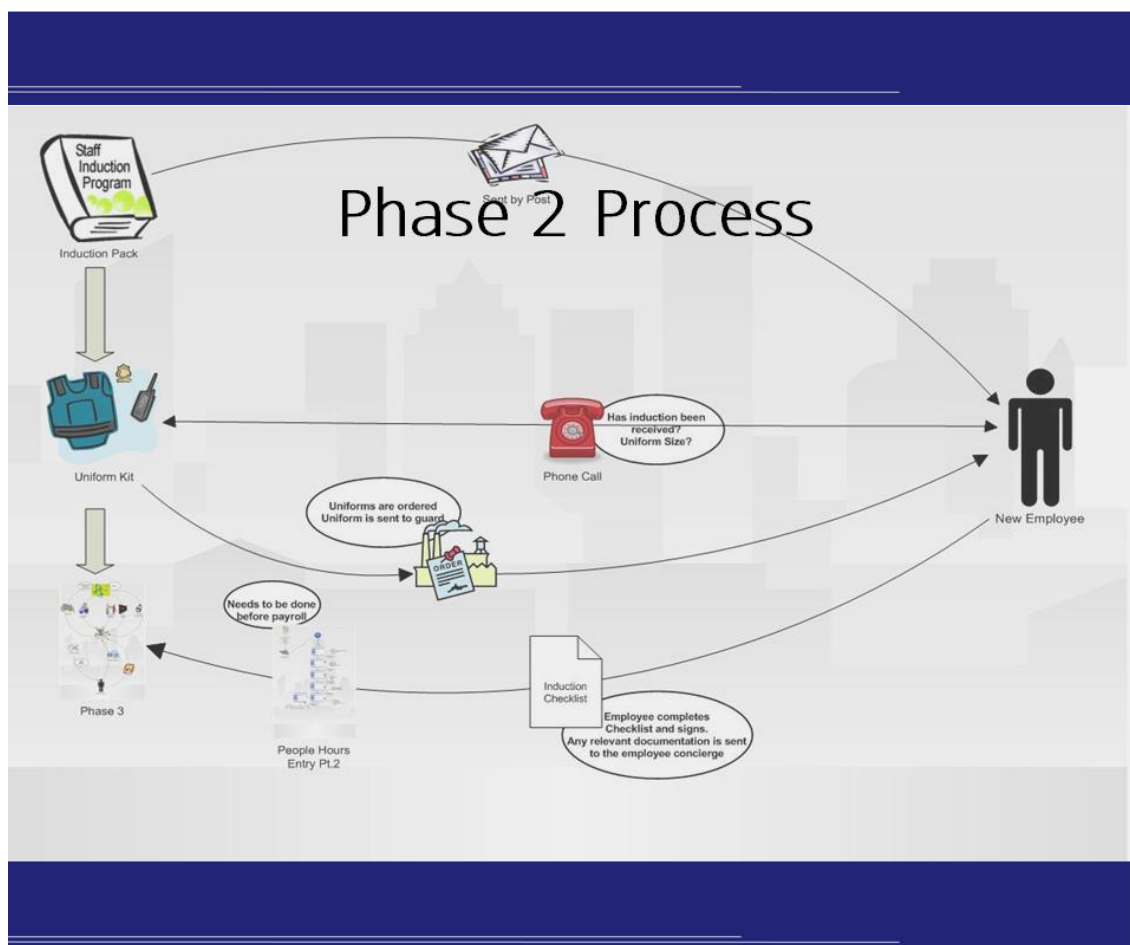 Staff
Induction
Program
Sent by Post
Phase 2 Process
Induction Pack
Has induction been
received?
Uniform Size?
Phone Call
Uniform Kit
New Employee
Uniforms are ordered
Uniform is sent to guard
ORDER
Needs to be done
before payroll
Induction
Checklist
Phase 3
Employee completes
Checklist and signs.
Any relevant documentation is sent
to the employee concierge
People Hours
Entry Pt.2